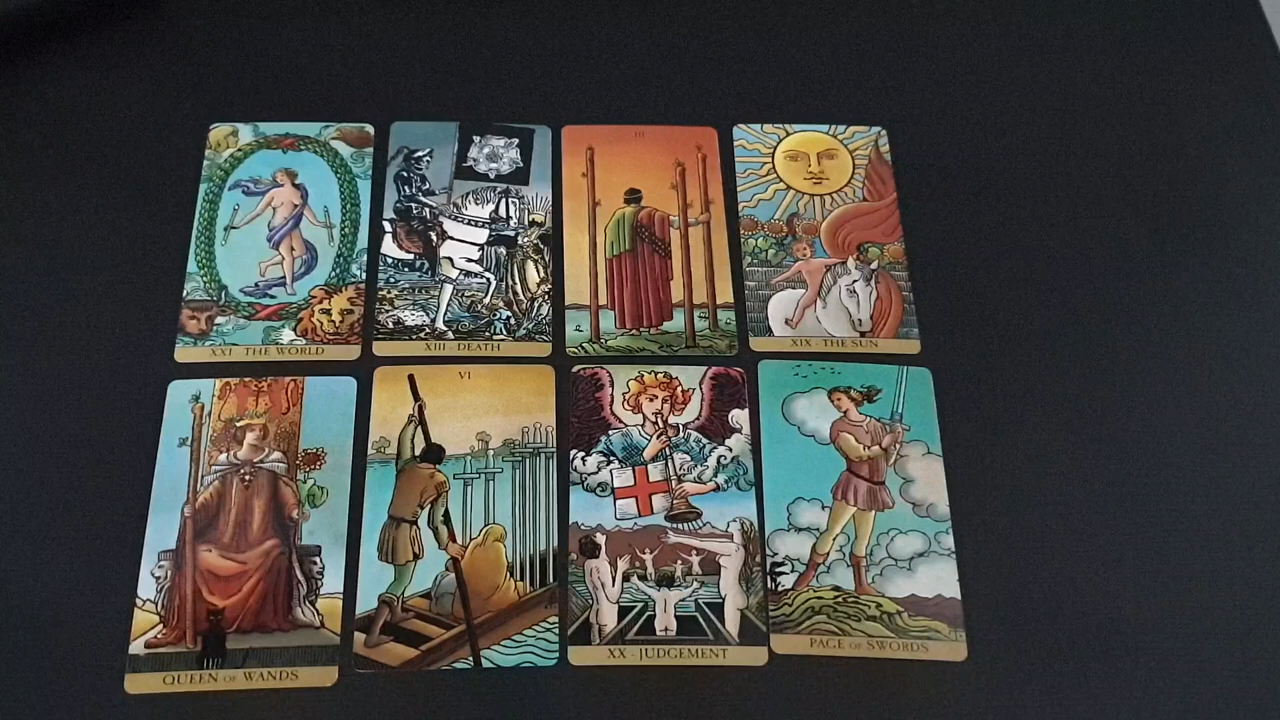 XXI THE WORLD
XIII - DEATH
III
XIX - THE SUN
QUEEN OF WANDS
VI
XX - JUDGEMENT
PAGE OF SWORDS